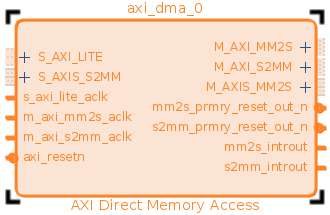 axi_dma_0
S_AXI_LITE
S_AXIS_S2MM
s_axi_lite_aclk
m_axi_mm2s_aclk
m_axi_s2mm_aclk
axi_resetn
M_AXI_MM2S
M_AXI_S2MM
M_AXIS_MM2S
mm2s_prmry_reset_out_n
s2mm_prmry_reset_out_n
mm2s_introut
s2mm_introut
AXI Direct Memory Access